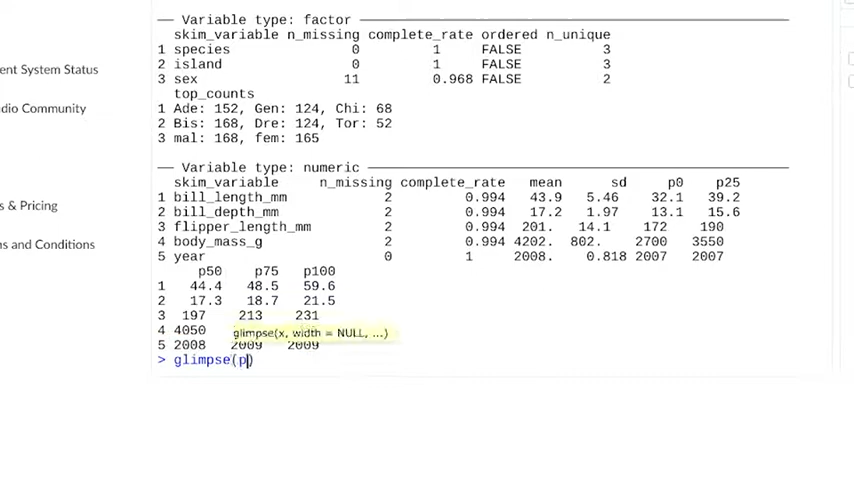 ent System Status
dio Community
s & Pricing
ns and Conditions
── Variable type: factor ──
skim_variable n_missing complete_rate ordered n_unique
1 species 0 1 FALSE 3
2 island 0 1 FALSE 3
3 sex 11 0.968 FALSE 2
top_counts
1 Ade: 152, Gen: 124, Chi: 68
2 Bis: 168, Dre: 124, Tor: 52
3 mal: 168, fem: 165
── Variable type: numeric ──
skim_variable n_missing complete_rate mean sd p0 p25
1 bill_length_mm 2 0.994 43.9 5.46 32.1 39.2
2 bill_depth_mm 2 0.994 17.2 1.97 13.1 15.6
3 flipper_length_mm 2 0.994 201. 14.1 172 190
4 body_mass_g 2 0.994 4202. 802. 2700 3550
5 year 0 1 2008. 0.818 2007 2007
p50 p75 p100
1 44.4 48.5 59.6
2 17.3 18.7 21.5
3 197 213 231
4 4050
glimpse(x, width = NULL, ...)
5 2008 2009 2009
> glimpse(p)